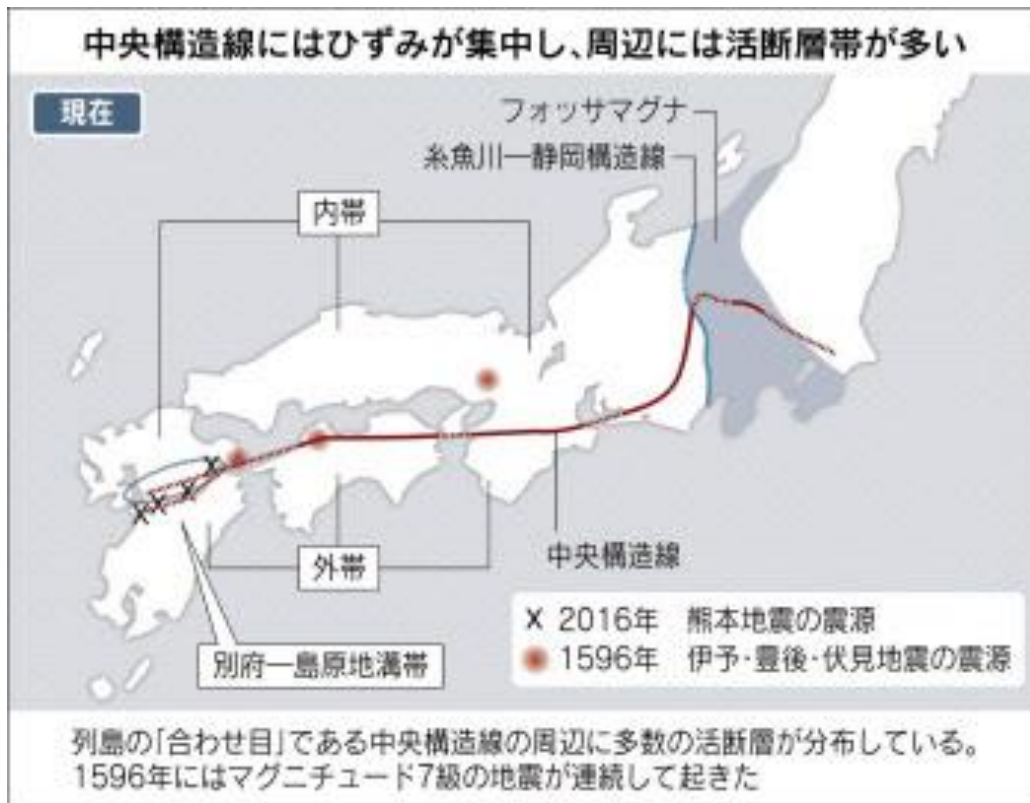 中央構造線にはひずみが集中し、周辺には活断層帯が多い
現在
フォッサマグナ
糸魚川―静岡構造線
内帯
外帯
中央構造線
別府―島原地溝帯
X 2016年 熊本地震の震源
1596年 伊予・豊後・伏見地震の震源
列島の「合わせ目」である中央構造線の周辺に多数の活断層が分布している。
1596年にはマグニチュード7級の地震が連続して起きた